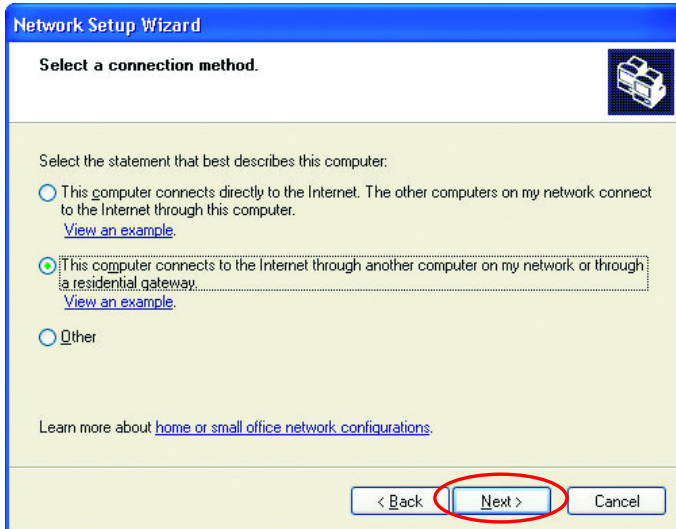 Network Setup Wizard
Select a connection method.
Select the statement that best describes this computer:
This computer connects directly to the Internet. The other computers on my network connect
to the Internet through this computer.
View an example.
This computer connects to the Internet through another computer on my network or through
a residential gateway.
View an example.
Other
Learn more about home or small office network configurations.
< Back Next > Cancel